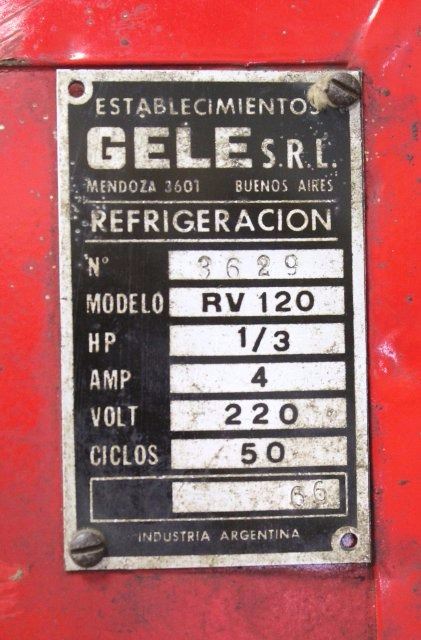 ESTABLECIMIENTOS
GELE S.R.L.
MENDOZA 3601 BUENOS AIRES
REFRIGERACION
N° 3629
MODELO RV 120
HP 1/3
AMP 4
VOLT 220
CICLOS 50
66
INDUSTRIA ARGENTINA